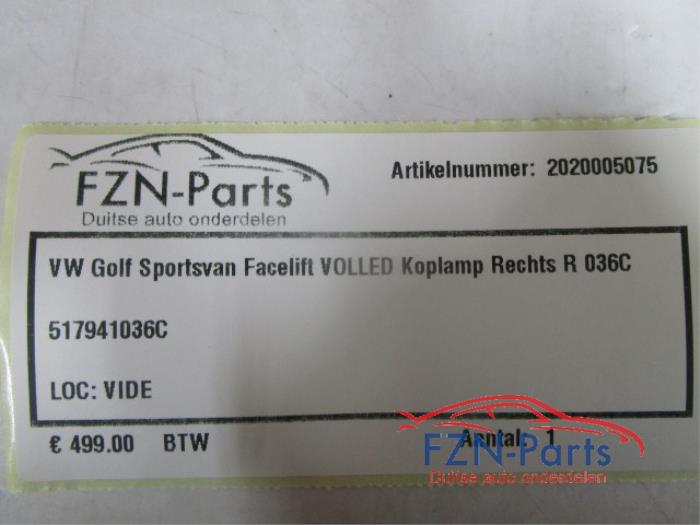 FZN-Parts
Duitse auto onderdelen
Artikelnummer: 2020005075
VW Golf Sportsvan Facelift VOLLED Koplamp Rechts R 036C
517941036C
LOC: VIDE
€ 499.00 BTW Aantal: 1
FZN-Parts
Duitse auto onderdelen